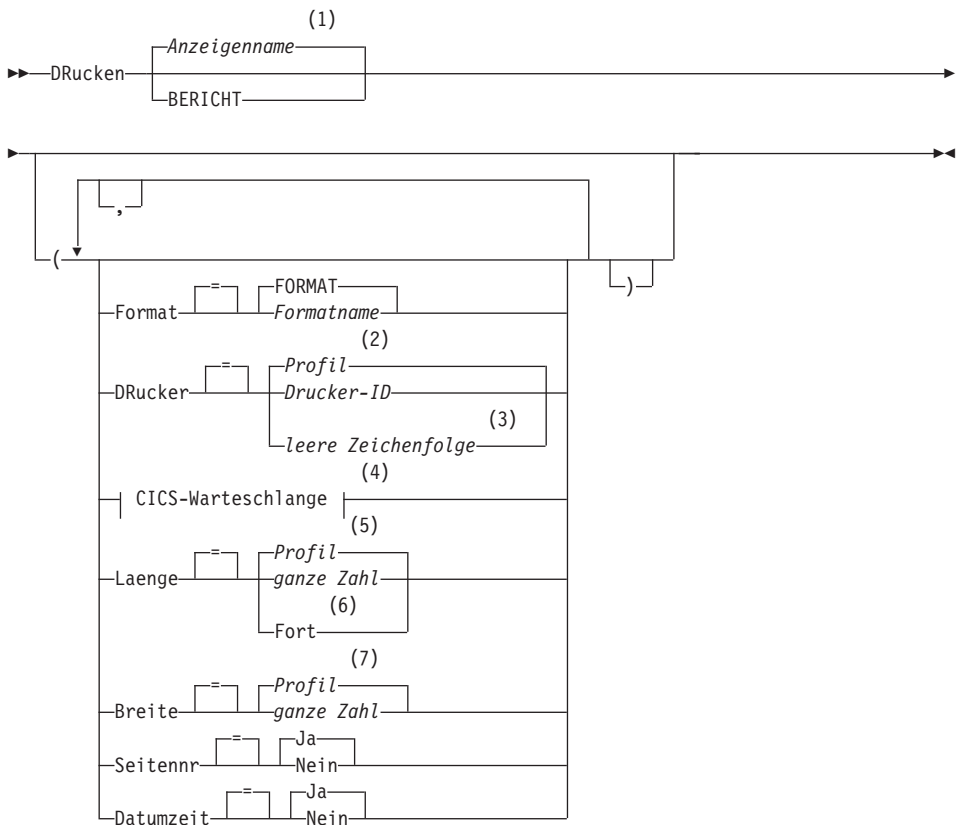 (1)
Anzeigenname
DRucken
BERICHT
,
(
)
Format = FORMAT
Formatname
(2)
DRucker = Profil
Drucker-ID
(3)
leere Zeichenfolge
(4)
CICS-Warteschlange
(5)
Laenge = Profil
ganze Zahl
(6)
Fort
(7)
Breite = Profil
ganze Zahl
Seitennr = Ja
Nein
Datumzeit = Ja
Nein